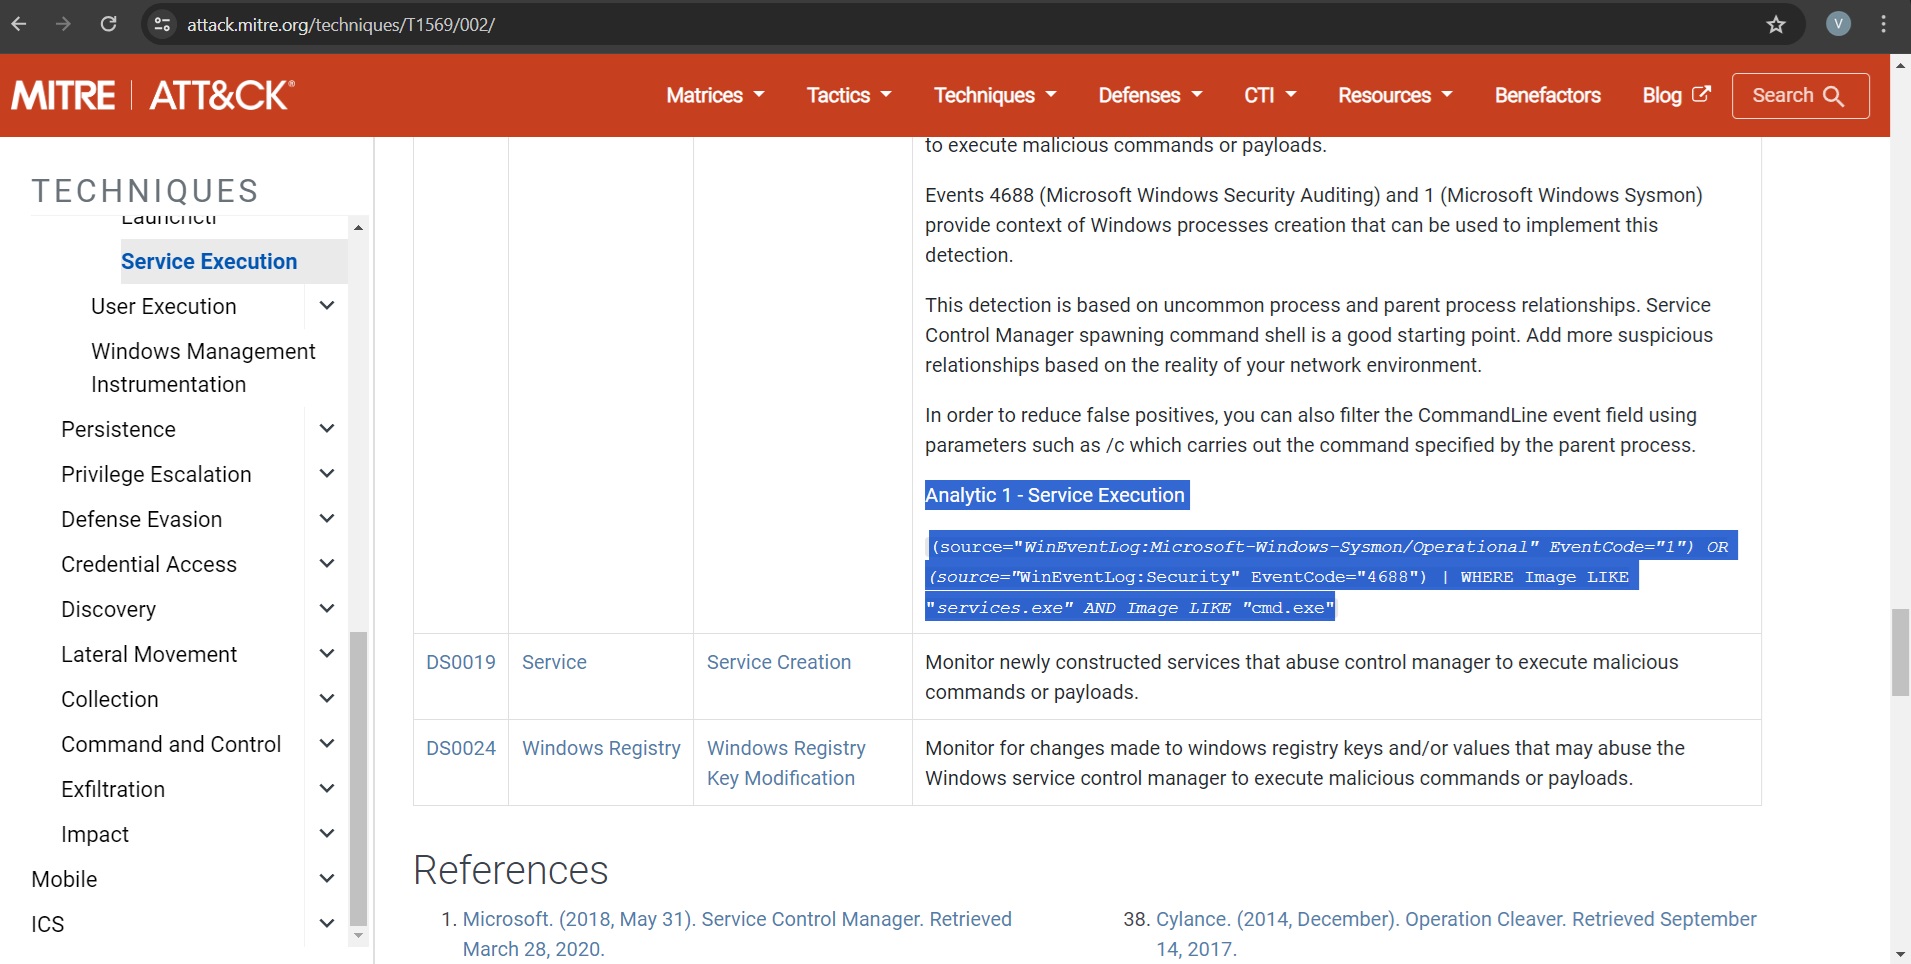 attack.mitre.org/techniques/T1569/002/
V
MITRE | ATT&CK®
Matrices Tactics Techniques Defenses CTI Resources Benefactors Blog Search
TECHNIQUES
Launchctl
Service Execution
User Execution
Windows Management
Instrumentation
Persistence
Privilege Escalation
Defense Evasion
Credential Access
Discovery
Lateral Movement
Collection
Command and Control
Exfiltration
Impact
Mobile
ICS
to execute malicious commands or payloads.
Events 4688 (Microsoft Windows Security Auditing) and 1 (Microsoft Windows Sysmon)
provide context of Windows processes creation that can be used to implement this
detection.
This detection is based on uncommon process and parent process relationships. Service
Control Manager spawning command shell is a good starting point. Add more suspicious
relationships based on the reality of your network environment.
In order to reduce false positives, you can also filter the CommandLine event field using
parameters such as /c which carries out the command specified by the parent process.
Analytic 1 - Service Execution
(source="WinEventLog:Microsoft-Windows-Sysmon/Operational" EventCode="1") OR
(source="WinEventLog:Security" EventCode="4688") | WHERE Image LIKE
"services.exe" AND Image LIKE "cmd.exe"
DS0019 Service Service Creation Monitor newly constructed services that abuse control manager to execute malicious
commands or payloads.
DS0024 Windows Registry Windows Registry Monitor for changes made to windows registry keys and/or values that may abuse the
Key Modification Windows service control manager to execute malicious commands or payloads.
References
1. Microsoft. (2018, May 31). Service Control Manager. Retrieved
March 28, 2020.
38. Cylance. (2014, December). Operation Cleaver. Retrieved September
14, 2017.